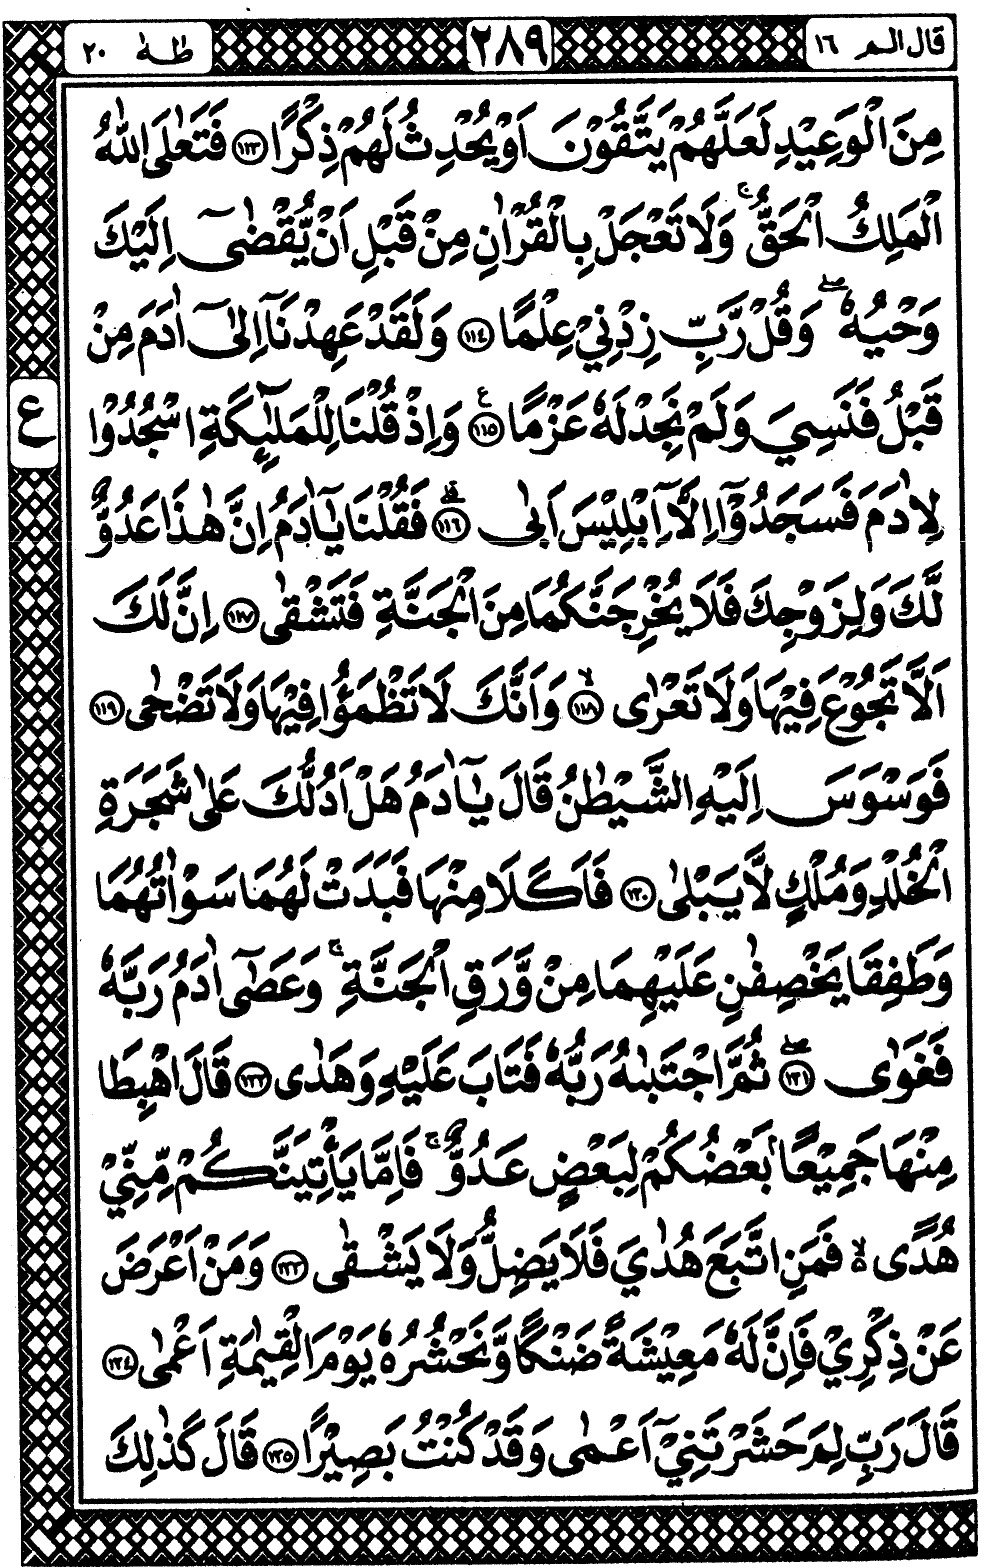 قال الم ١٦ ٢٨٩ طٰهٰ ٢٠
مِنَ الْوَعِيْدِ لَعَلَّهُمْ يَتَّقُوْنَ اَوْ يُحْدِثُ لَهُمْ ذِكْرًا ﴿١١٣﴾ فَتَعٰلَى اللّٰهُ
الْمَلِكُ الْحَقُّ ۚ وَلَا تَعْجَلْ بِالْقُرْاٰنِ مِنْ قَبْلِ اَنْ يُّقْضٰىٓ اِلَيْكَ
وَحْيُهٗ ۖ وَقُلْ رَّبِّ زِدْنِيْ عِلْمًا ﴿١١٤﴾ وَلَقَدْ عَهِدْنَآ اِلٰىٓ اٰدَمَ مِنْ
قَبْلُ فَنَسِيَ وَلَمْ نَجِدْ لَهٗ عَزْمًا ﴿١١٥﴾ ع وَاِذْ قُلْنَا لِلْمَلٰٓئِكَةِ اسْجُدُوْا
ع
لِاٰدَمَ فَسَجَدُوْٓا اِلَّآ اِبْلِيْسَ اَبٰى ﴿١١٦﴾ فَقُلْنَا يٰٓاٰدَمُ اِنَّ هٰذَا عَدُوٌّ
لَّكَ وَلِزَوْجِكَ فَلَا يُخْرِجَنَّكُمَا مِنَ الْجَنَّةِ فَتَشْقٰى ﴿١١٧﴾ اِنَّ لَكَ
اَلَّا تَجُوْعَ فِيْهَا وَلَا تَعْرٰى ﴿١١٨﴾ۙ وَاَنَّكَ لَا تَظْمَؤُا فِيْهَا وَلَا تَضْحٰى ﴿١١٩﴾
فَوَسْوَسَ اِلَيْهِ الشَّيْطٰنُ قَالَ يٰٓاٰدَمُ هَلْ اَدُلُّكَ عَلٰى شَجَرَةِ
الْخُلْدِ وَمُلْكٍ لَّا يَبْلٰى ﴿١٢٠﴾ فَاَكَلَا مِنْهَا فَبَدَتْ لَهُمَا سَوْاٰتُهُمَا
وَطَفِقَا يَخْصِفٰنِ عَلَيْهِمَا مِنْ وَّرَقِ الْجَنَّةِ ۚ وَعَصٰىٓ اٰدَمُ رَبَّهٗ
فَغَوٰى ﴿١٢١﴾ۖ ثُمَّ اجْتَبٰىهُ رَبُّهٗ فَتَابَ عَلَيْهِ وَهَدٰى ﴿١٢٢﴾ قَالَ اهْبِطَا
مِنْهَا جَمِيْعًۢا بَعْضُكُمْ لِبَعْضٍ عَدُوٌّ ۚ فَاِمَّا يَأْتِيَنَّكُمْ مِّنِّيْ
هُدًى ۙ فَمَنِ اتَّبَعَ هُدٰيَ فَلَا يَضِلُّ وَلَا يَشْقٰى ﴿١٢٣﴾ وَمَنْ اَعْرَضَ
عَنْ ذِكْرِيْ فَاِنَّ لَهٗ مَعِيْشَةً ضَنْكًا وَّنَحْشُرُهٗ يَوْمَ الْقِيٰمَةِ اَعْمٰى ﴿١٢٤﴾
قَالَ رَبِّ لِمَ حَشَرْتَنِيْٓ اَعْمٰى وَقَدْ كُنْتُ بَصِيْرًا ﴿١٢٥﴾ قَالَ كَذٰلِكَ